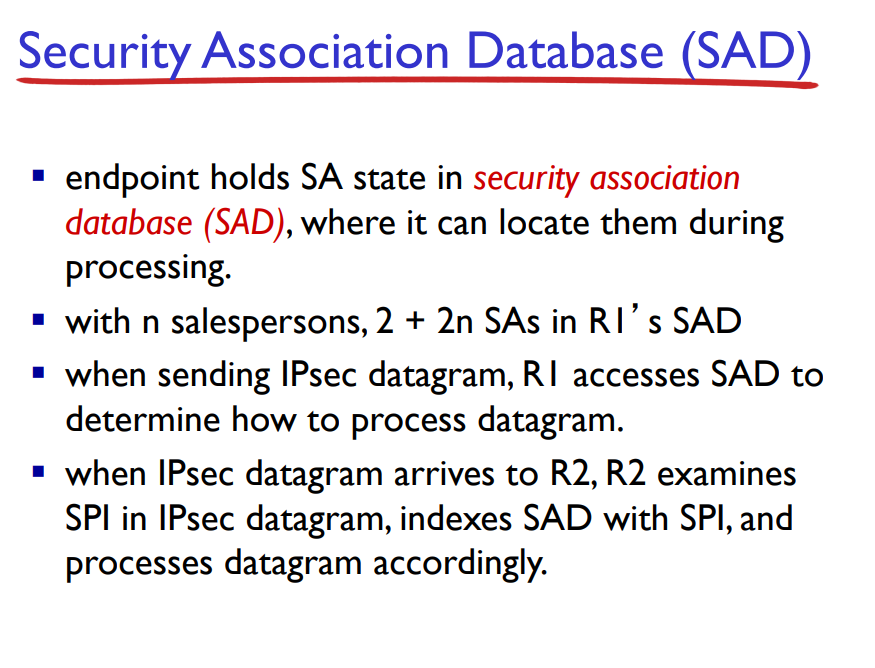 Security Association Database (SAD)
▪ endpoint holds SA state in security association
database (SAD), where it can locate them during
processing.
▪ with n salespersons, 2 + 2n SAs in R1’s SAD
▪ when sending IPsec datagram, R1 accesses SAD to
determine how to process datagram.
▪ when IPsec datagram arrives to R2, R2 examines
SPI in IPsec datagram, indexes SAD with SPI, and
processes datagram accordingly.